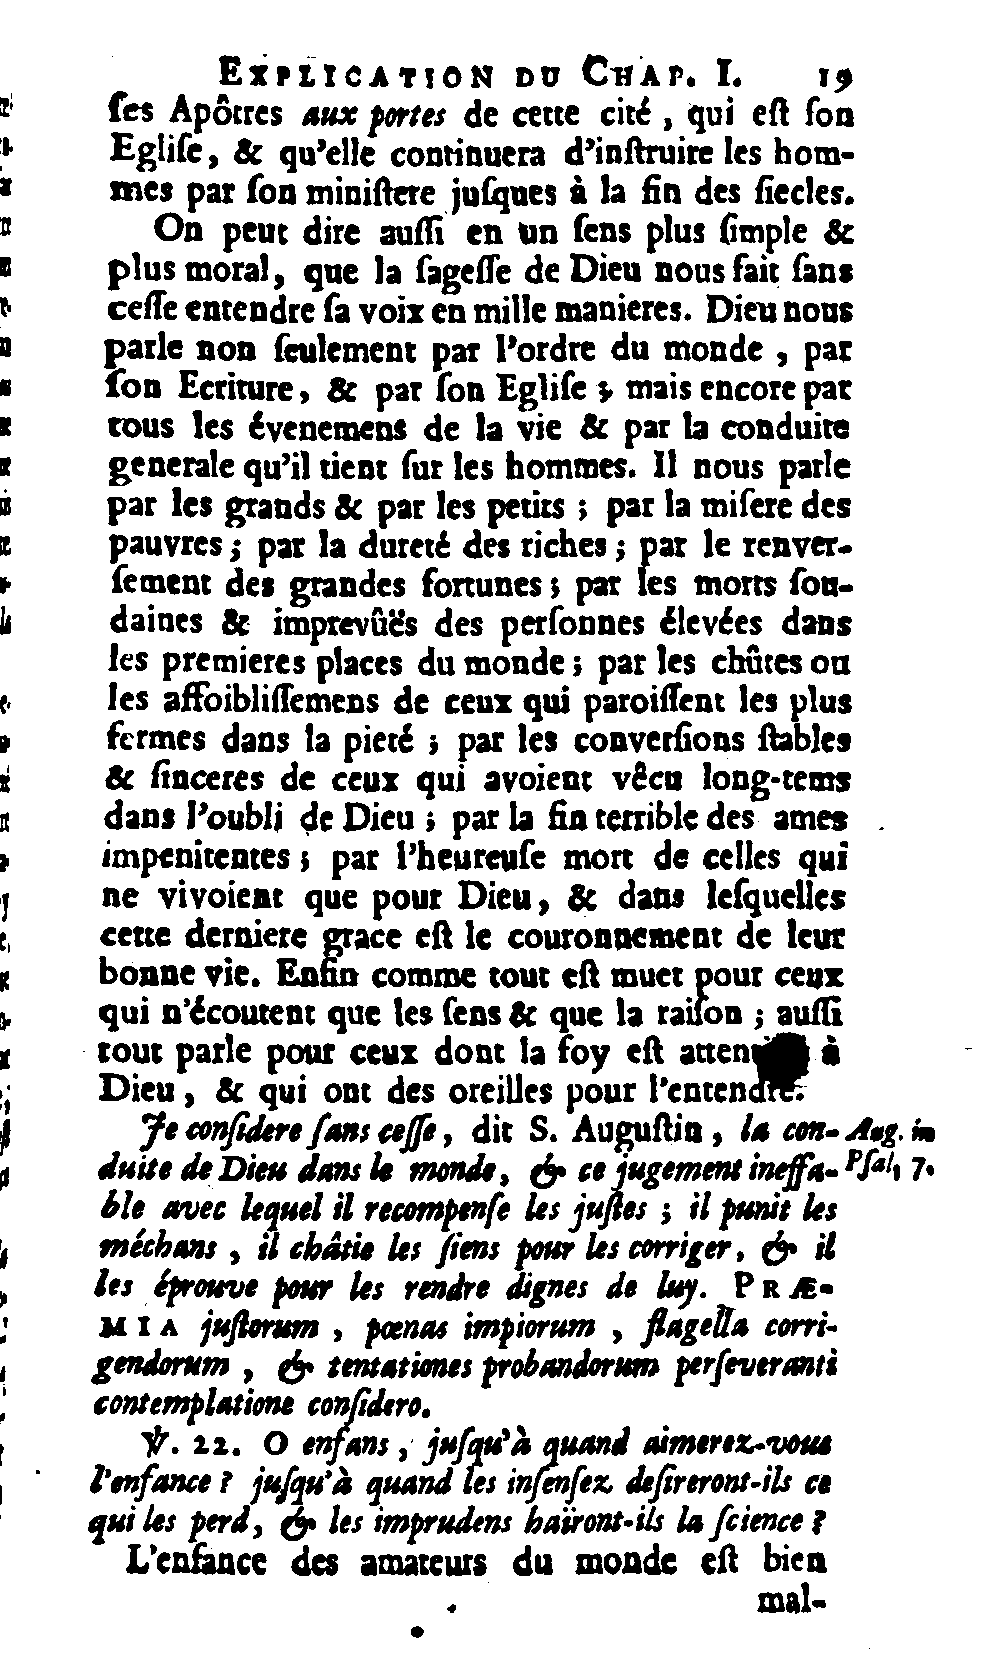 EXPLICATION DU CHAP. I. 19
ſes Apôtres aux portes de cette cité, qui eſt ſon
Egliſe, & qu'elle continuera d'inſtruire les hom-
mes par ſon miniſtere juſques à la fin des ſiecles.
On peut dire auſſi en un ſens plus ſimple &
plus moral, que la ſageſſe de Dieu nous fait ſans
ceſſe entendre ſa voix en mille manieres. Dieu nous
parle non ſeulement par l'ordre du monde, par
ſon Ecriture, & par ſon Egliſe; mais encore par
tous les évenemens de la vie & par la conduite
generale qu'il tient ſur les hommes. Il nous parle
par les grands & par les petits; par la miſere des
pauvres; par la dureté des riches; par le renver-
ſement des grandes fortunes; par les morts ſou-
daines & imprevûës des perſonnes élevées dans
les premieres places du monde; par les chûtes ou
les affoibliſſemens de ceux qui paroiſſent les plus
fermes dans la pieté; par les converſions ſtables
& ſinceres de ceux qui avoient vêcu long-tems
dans l'oubli de Dieu; par la fin terrible des ames
impenitentes; par l'heureuſe mort de celles qui
ne vivoient que pour Dieu, & dans leſquelles
cette derniere grace eſt le couronnement de leur
bonne vie. Enfin comme tout eſt muet pour ceux
qui n'écoutent que les ſens & que la raiſon; auſſi
tout parle pour ceux dont la foy eſt à
Dieu, & qui ont des oreilles pour l'entendre.
Je conſidere ſans ceſſe, dit S. Auguſtin, la con- Aug. in
duite de Dieu dans le monde, & ce jugement ineffa- Pſal, 7.
ble avec lequel il recompenſe les juſtes; il punit les
méchans, il châtie les ſiens pour les corriger, & il
les éprouve pour les rendre dignes de luy. PRÆ-
MIA juſtorum, pœnas impiorum, flagella corri-
gendorum, & tentationes probandorum perſeveranti
contemplatione conſidero.
℣. 22. O enfans, juſqu'à quand aimerez-vous
l'enfance? juſqu'à quand les inſenſez deſireront-ils ce
qui les perd, & les imprudens haïront-ils la ſcience?
L'enfance des amateurs du monde eſt bien
mal-